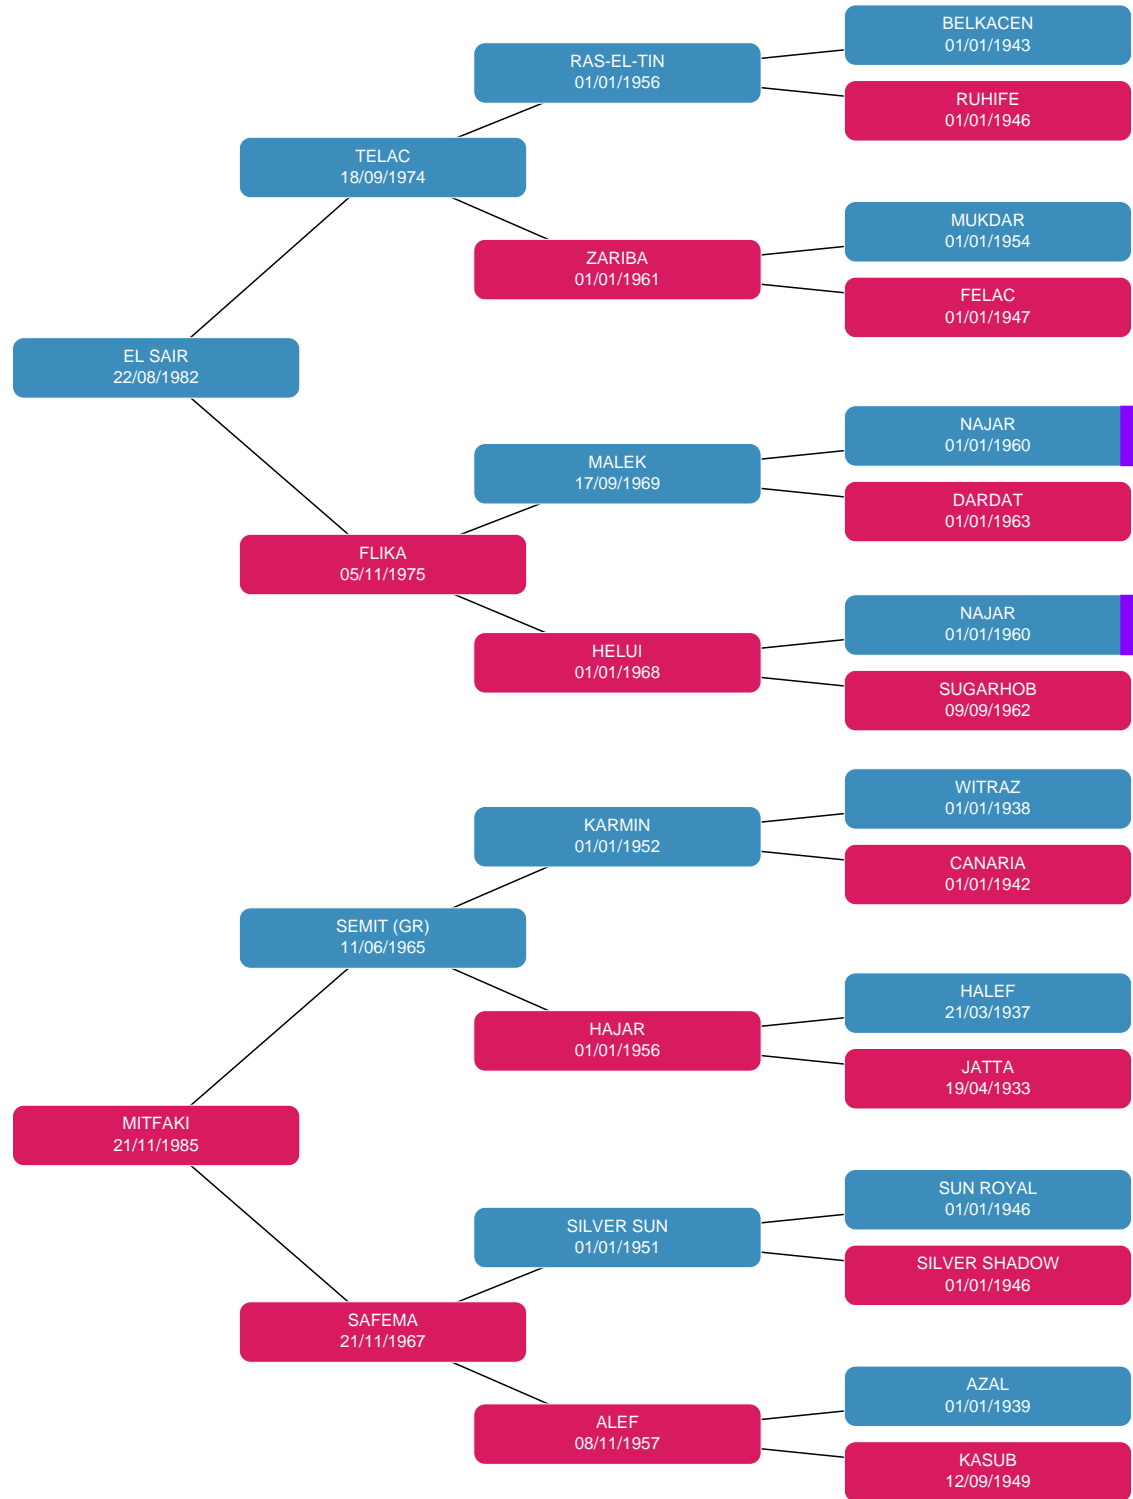 BELKACEN
01/01/1943
RAS-EL-TIN
01/01/1956
RUHIFE
01/01/1946
TELAC
18/09/1974
MUKDAR
01/01/1954
ZARIBA
01/01/1961
FELAC
01/01/1947
EL SAIR
22/08/1982
NAJAR
01/01/1960
MALEK
17/09/1969
DARDAT
01/01/1963
FLIKA
05/11/1975
NAJAR
01/01/1960
HELUI
01/01/1968
SUGARHOB
09/09/1962
WITRAZ
01/01/1938
KARMIN
01/01/1952
CANARIA
01/01/1942
SEMIT (GR)
11/06/1965
HALEF
21/03/1937
HAJAR
01/01/1956
JATTA
19/04/1933
MITFAKI
21/11/1985
SUN ROYAL
01/01/1946
SILVER SUN
01/01/1951
SILVER SHADOW
01/01/1946
SAFEMA
21/11/1967
AZAL
01/01/1939
ALEF
08/11/1957
KASUB
12/09/1949